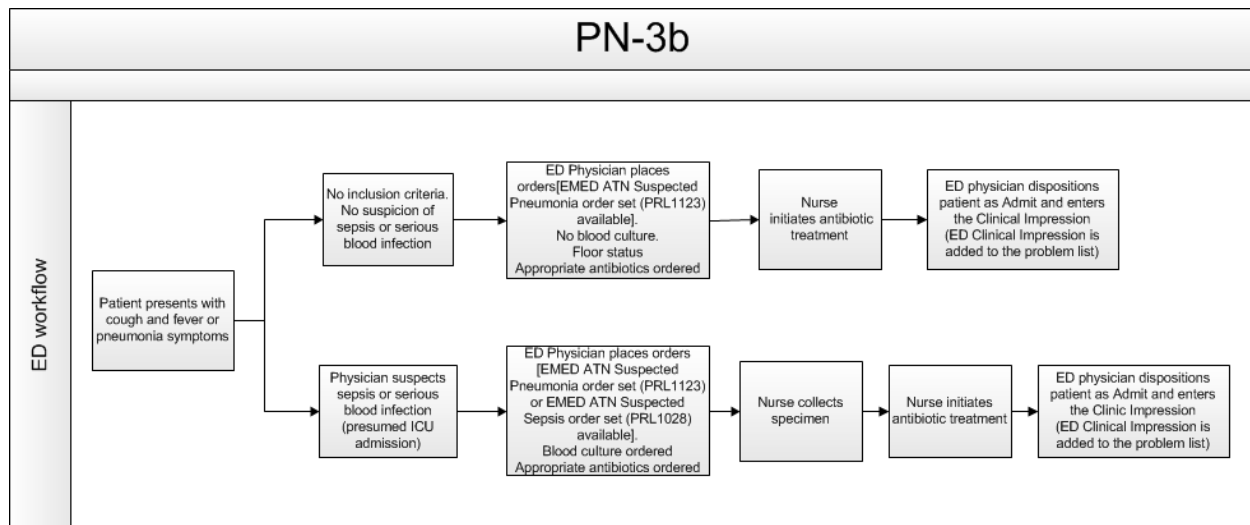 PN-3b
ED workflow
Patient presents with
cough and fever or
pneumonia symptoms
No inclusion criteria.
No suspicion of
sepsis or serious
blood infection
ED Physician places
orders[EMED ATN Suspected
Pneumonia order set (PRL1123)
available].
No blood culture.
Floor status
Appropriate antibiotics ordered
Nurse
initiates antibiotic
treatment
ED physician dispositions
patient as Admit and enters
the Clinical Impression
(ED Clinical Impression is
added to the problem list)
Physician suspects
sepsis or serious
blood infection
(presumed ICU
admission)
ED Physician places orders
[EMED ATN Suspected
Pneumonia order set (PRL1123)
or EMED ATN Suspected
Sepsis order set (PRL1028)
available].
Blood culture ordered
Appropriate antibiotics ordered
Nurse collects
specimen
Nurse initiates
antibiotic treatment
ED physician dispositions
patient as Admit and enters
the Clinic Impression
(ED Clinical Impression is
added to the problem list)